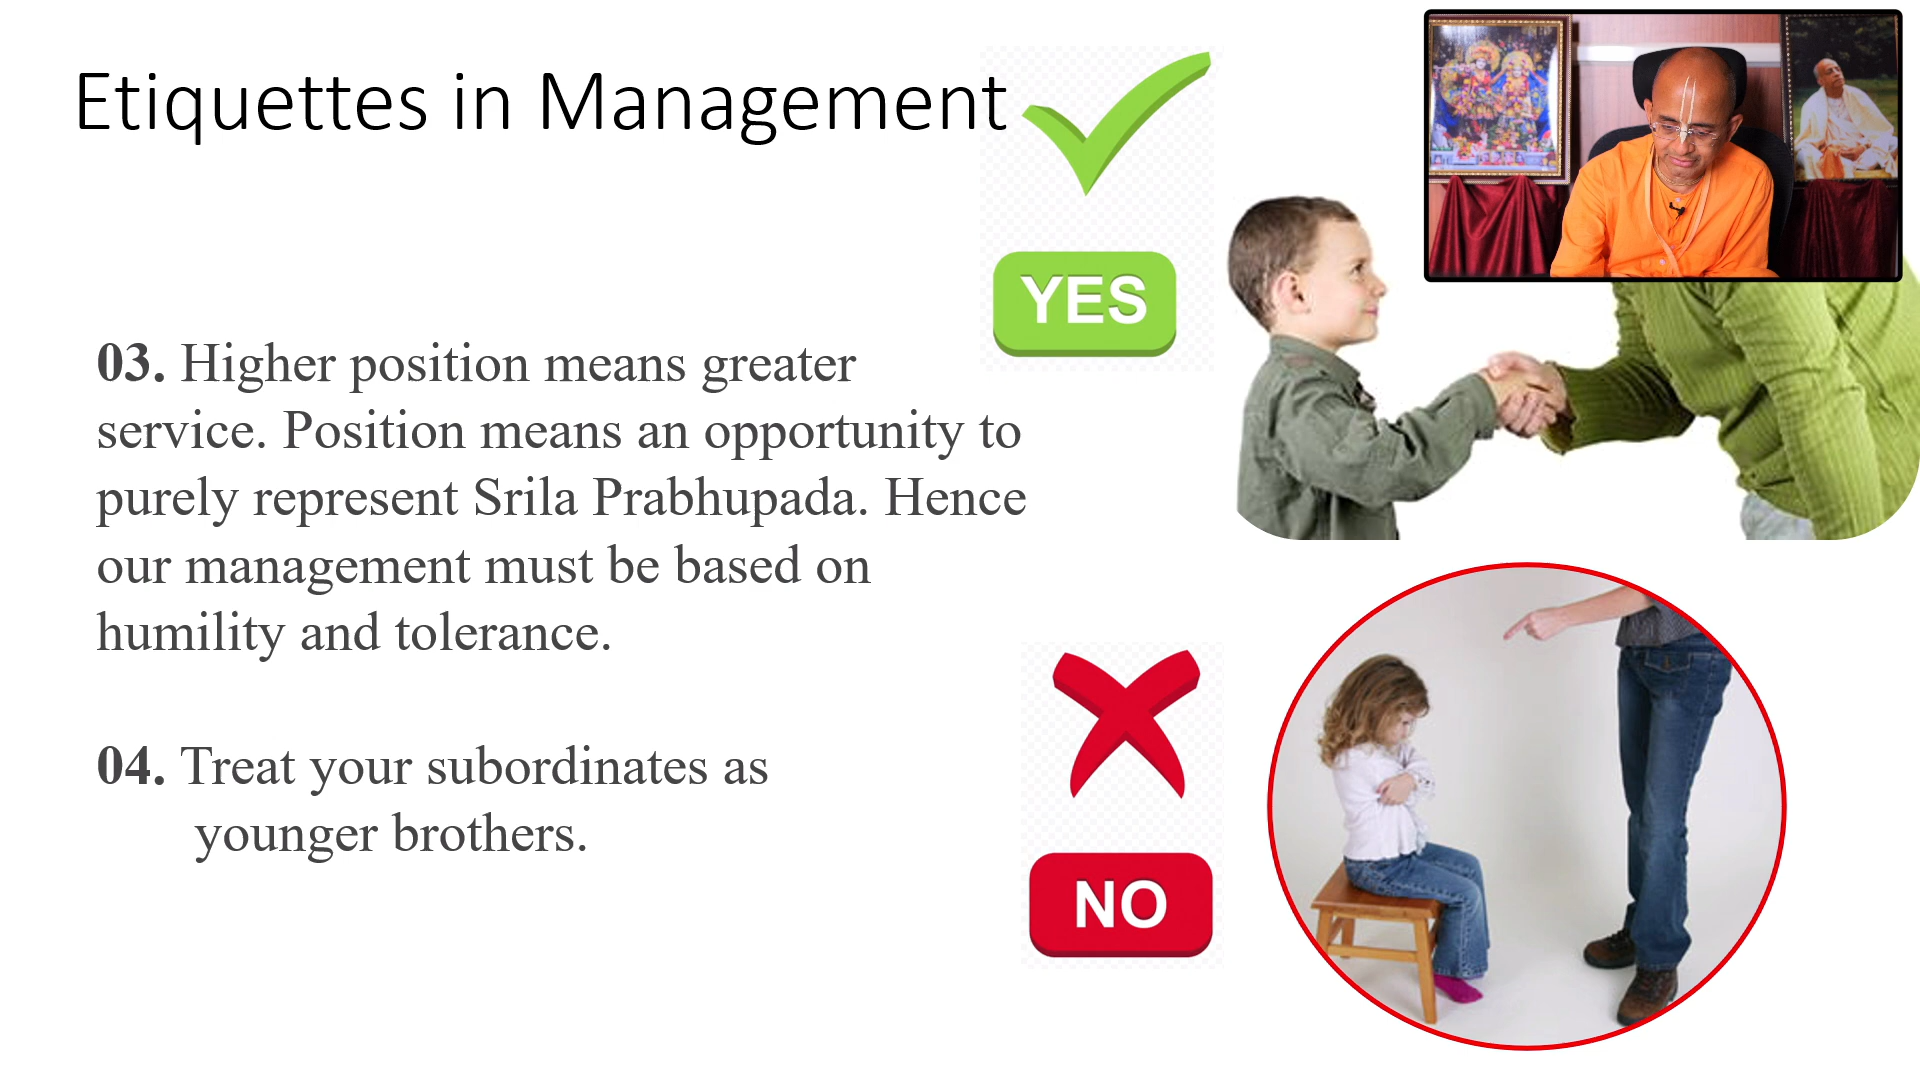 Etiquettes in Management
YES
03. Higher position means greater
service. Position means an opportunity to
purely represent Srila Prabhupada. Hence
our management must be based on
humility and tolerance.
04. Treat your subordinates as
younger brothers.
NO